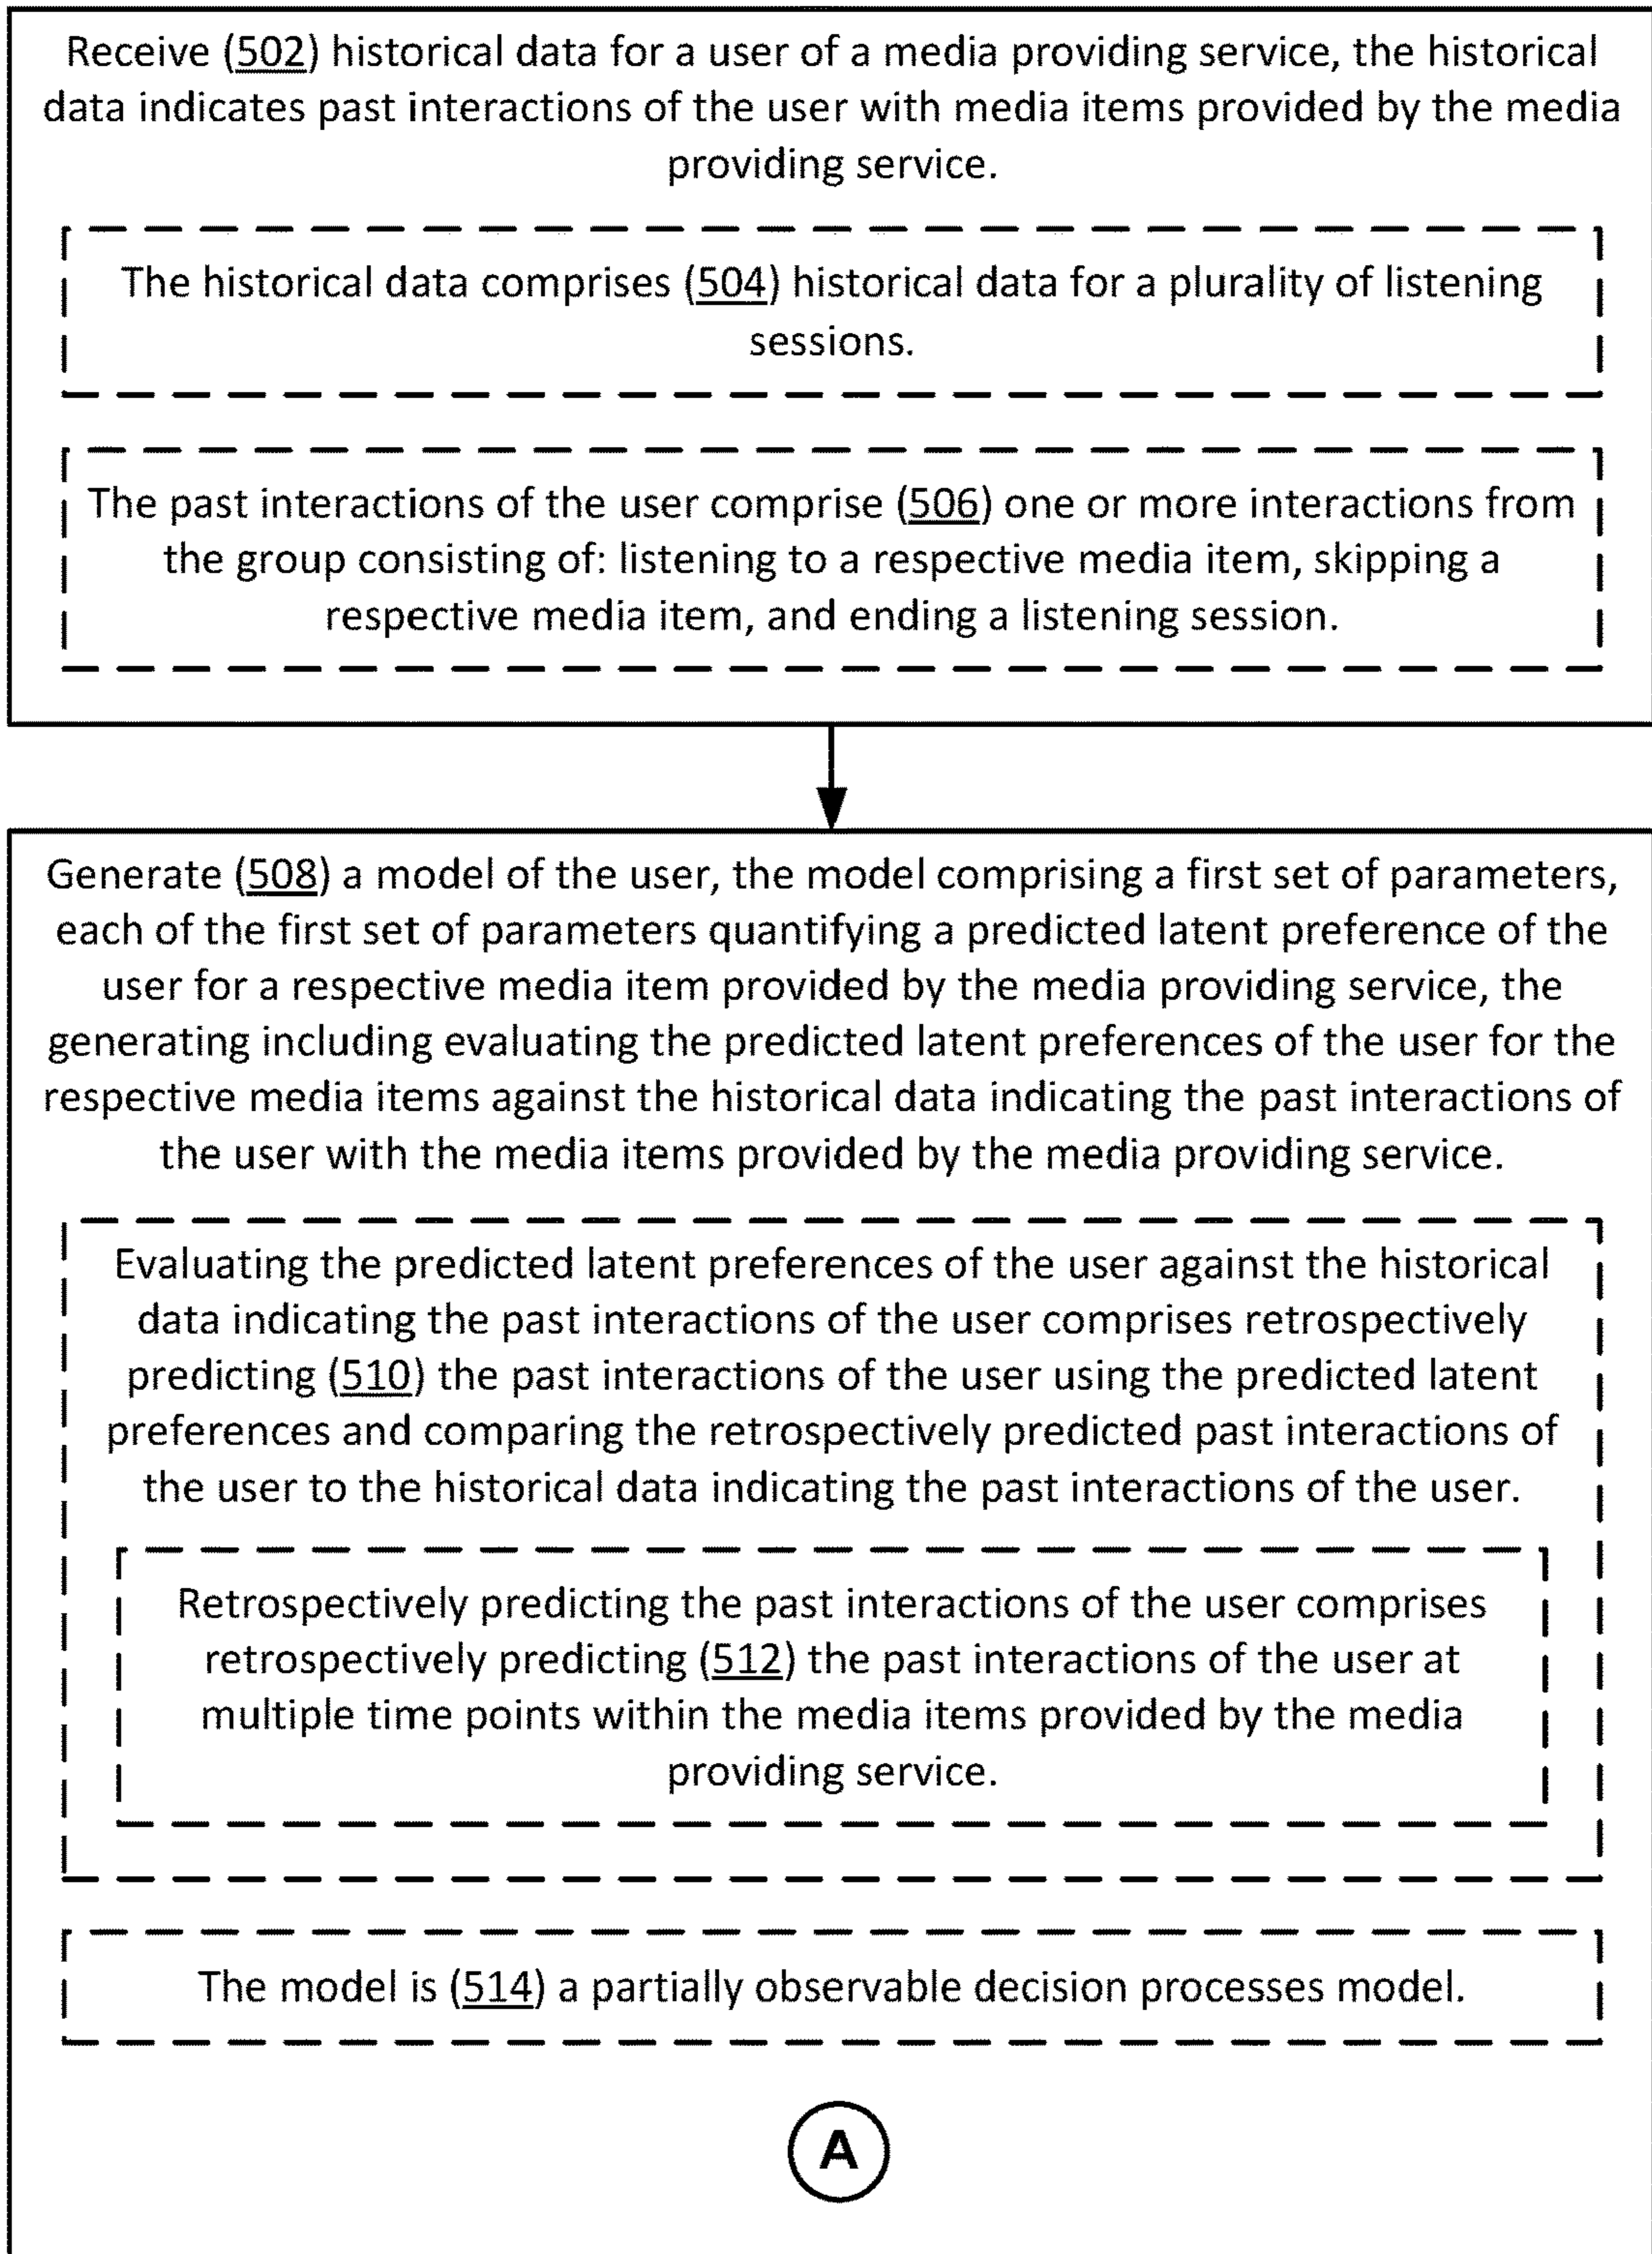 Receive (502) historical data for a user of a media providing service, the historical
data indicates past interactions of the user with media items provided by the media
providing service.
The historical data comprises (504) historical data for a plurality of listening
sessions.
The past interactions of the user comprise (506) one or more interactions from
the group consisting of: listening to a respective media item, skipping a
respective media item, and ending a listening session.
Generate (508) a model of the user, the model comprising a first set of parameters,
each of the first set of parameters quantifying a predicted latent preference of the
user for a respective media item provided by the media providing service, the
generating including evaluating the predicted latent preferences of the user for the
respective media items against the historical data indicating the past interactions of
the user with the media items provided by the media providing service.
Evaluating the predicted latent preferences of the user against the historical
data indicating the past interactions of the user comprises retrospectively
predicting (510) the past interactions of the user using the predicted latent
preferences and comparing the retrospectively predicted past interactions of
the user to the historical data indicating the past interactions of the user.
Retrospectively predicting the past interactions of the user comprises
retrospectively predicting (512) the past interactions of the user at
multiple time points within the media items provided by the media
providing service.
The model is (514) a partially observable decision processes model.
A